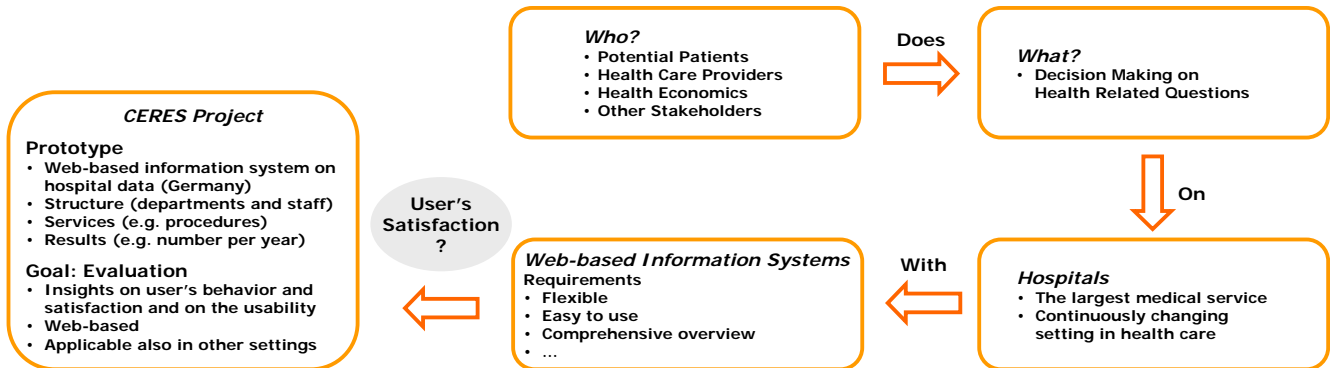 Who?
• Potential Patients
• Health Care Providers
• Health Economics
• Other Stakeholders
Does
What?
• Decision Making on
Health Related Questions
On
Hospitals
• The largest medical service
• Continuously changing
setting in health care
With
Web-based Information Systems
Requirements
• Flexible
• Easy to use
• Comprehensive overview
• ...
User's
Satisfaction
?
CERES Project
Prototype
• Web-based information system on
hospital data (Germany)
• Structure (departments and staff)
• Services (e.g. procedures)
• Results (e.g. number per year)
Goal: Evaluation
• Insights on user's behavior and
satisfaction and on the usability
• Web-based
• Applicable also in other settings